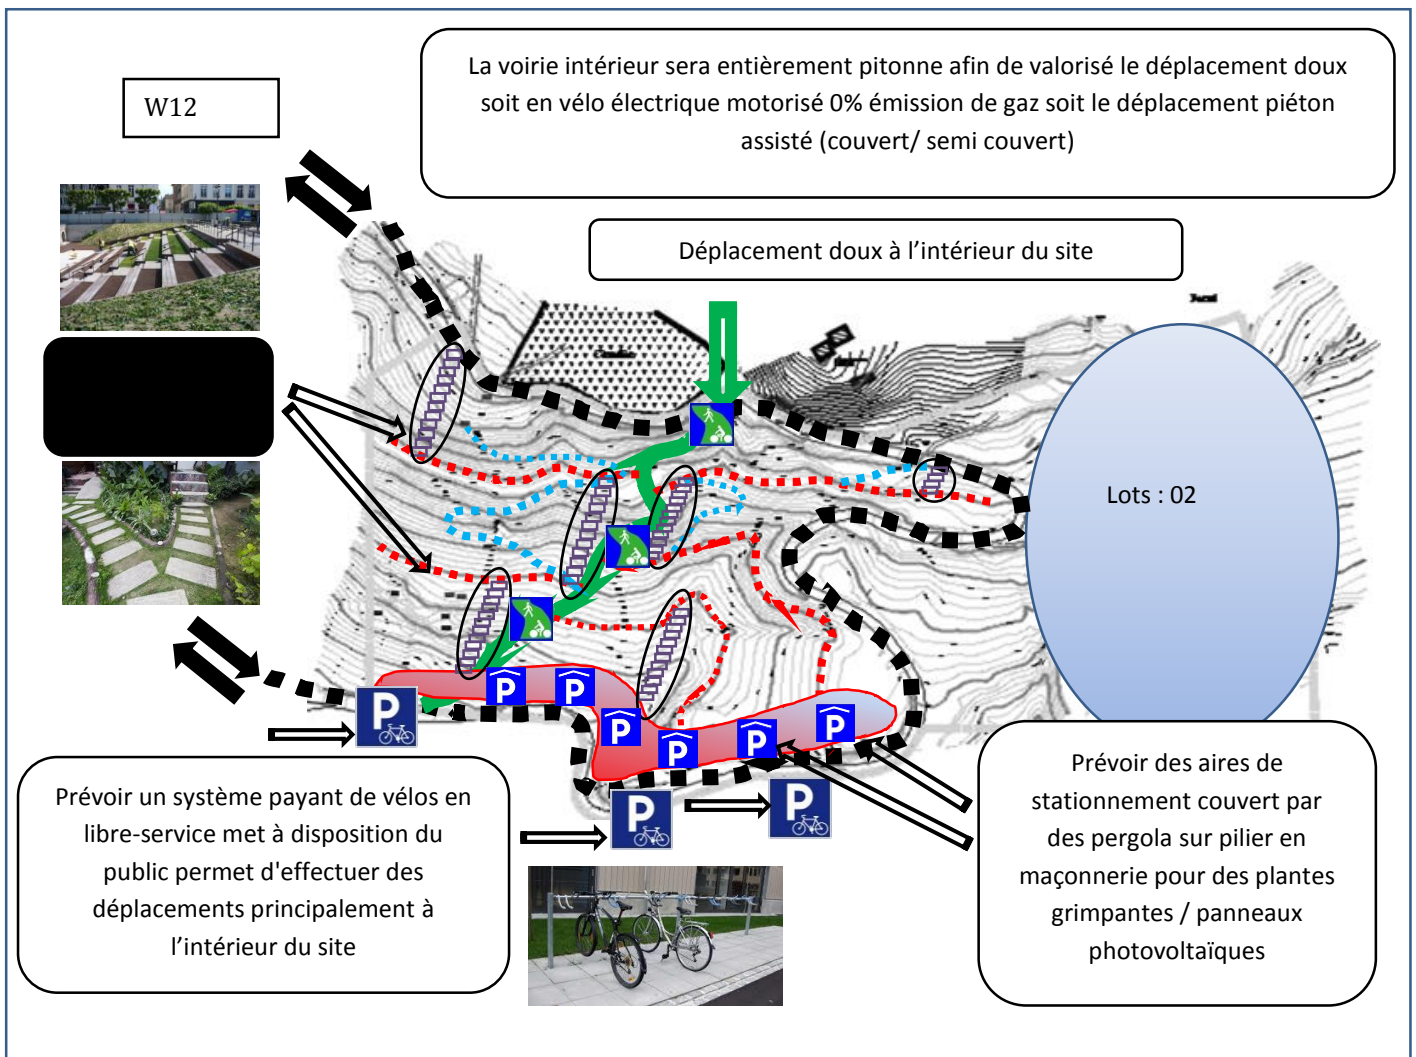 La voirie intérieur sera entièrement pitonne afin de valorisé le déplacement doux
soit en vélo électrique motorisé 0% émission de gaz soit le déplacement piéton
assisté (couvert/ semi couvert)
W12
Déplacement doux à l'intérieur du site
Lots : 02
P
P
P
P
P
P
P
P
P
Prévoir un système payant de vélos en
libre-service met à disposition du
public permet d'effectuer des
déplacements principalement à
l'intérieur du site
Prévoir des aires de
stationnement couvert par
des pergola sur pilier en
maçonnerie pour des plantes
grimpantes / panneaux
photovoltaïques